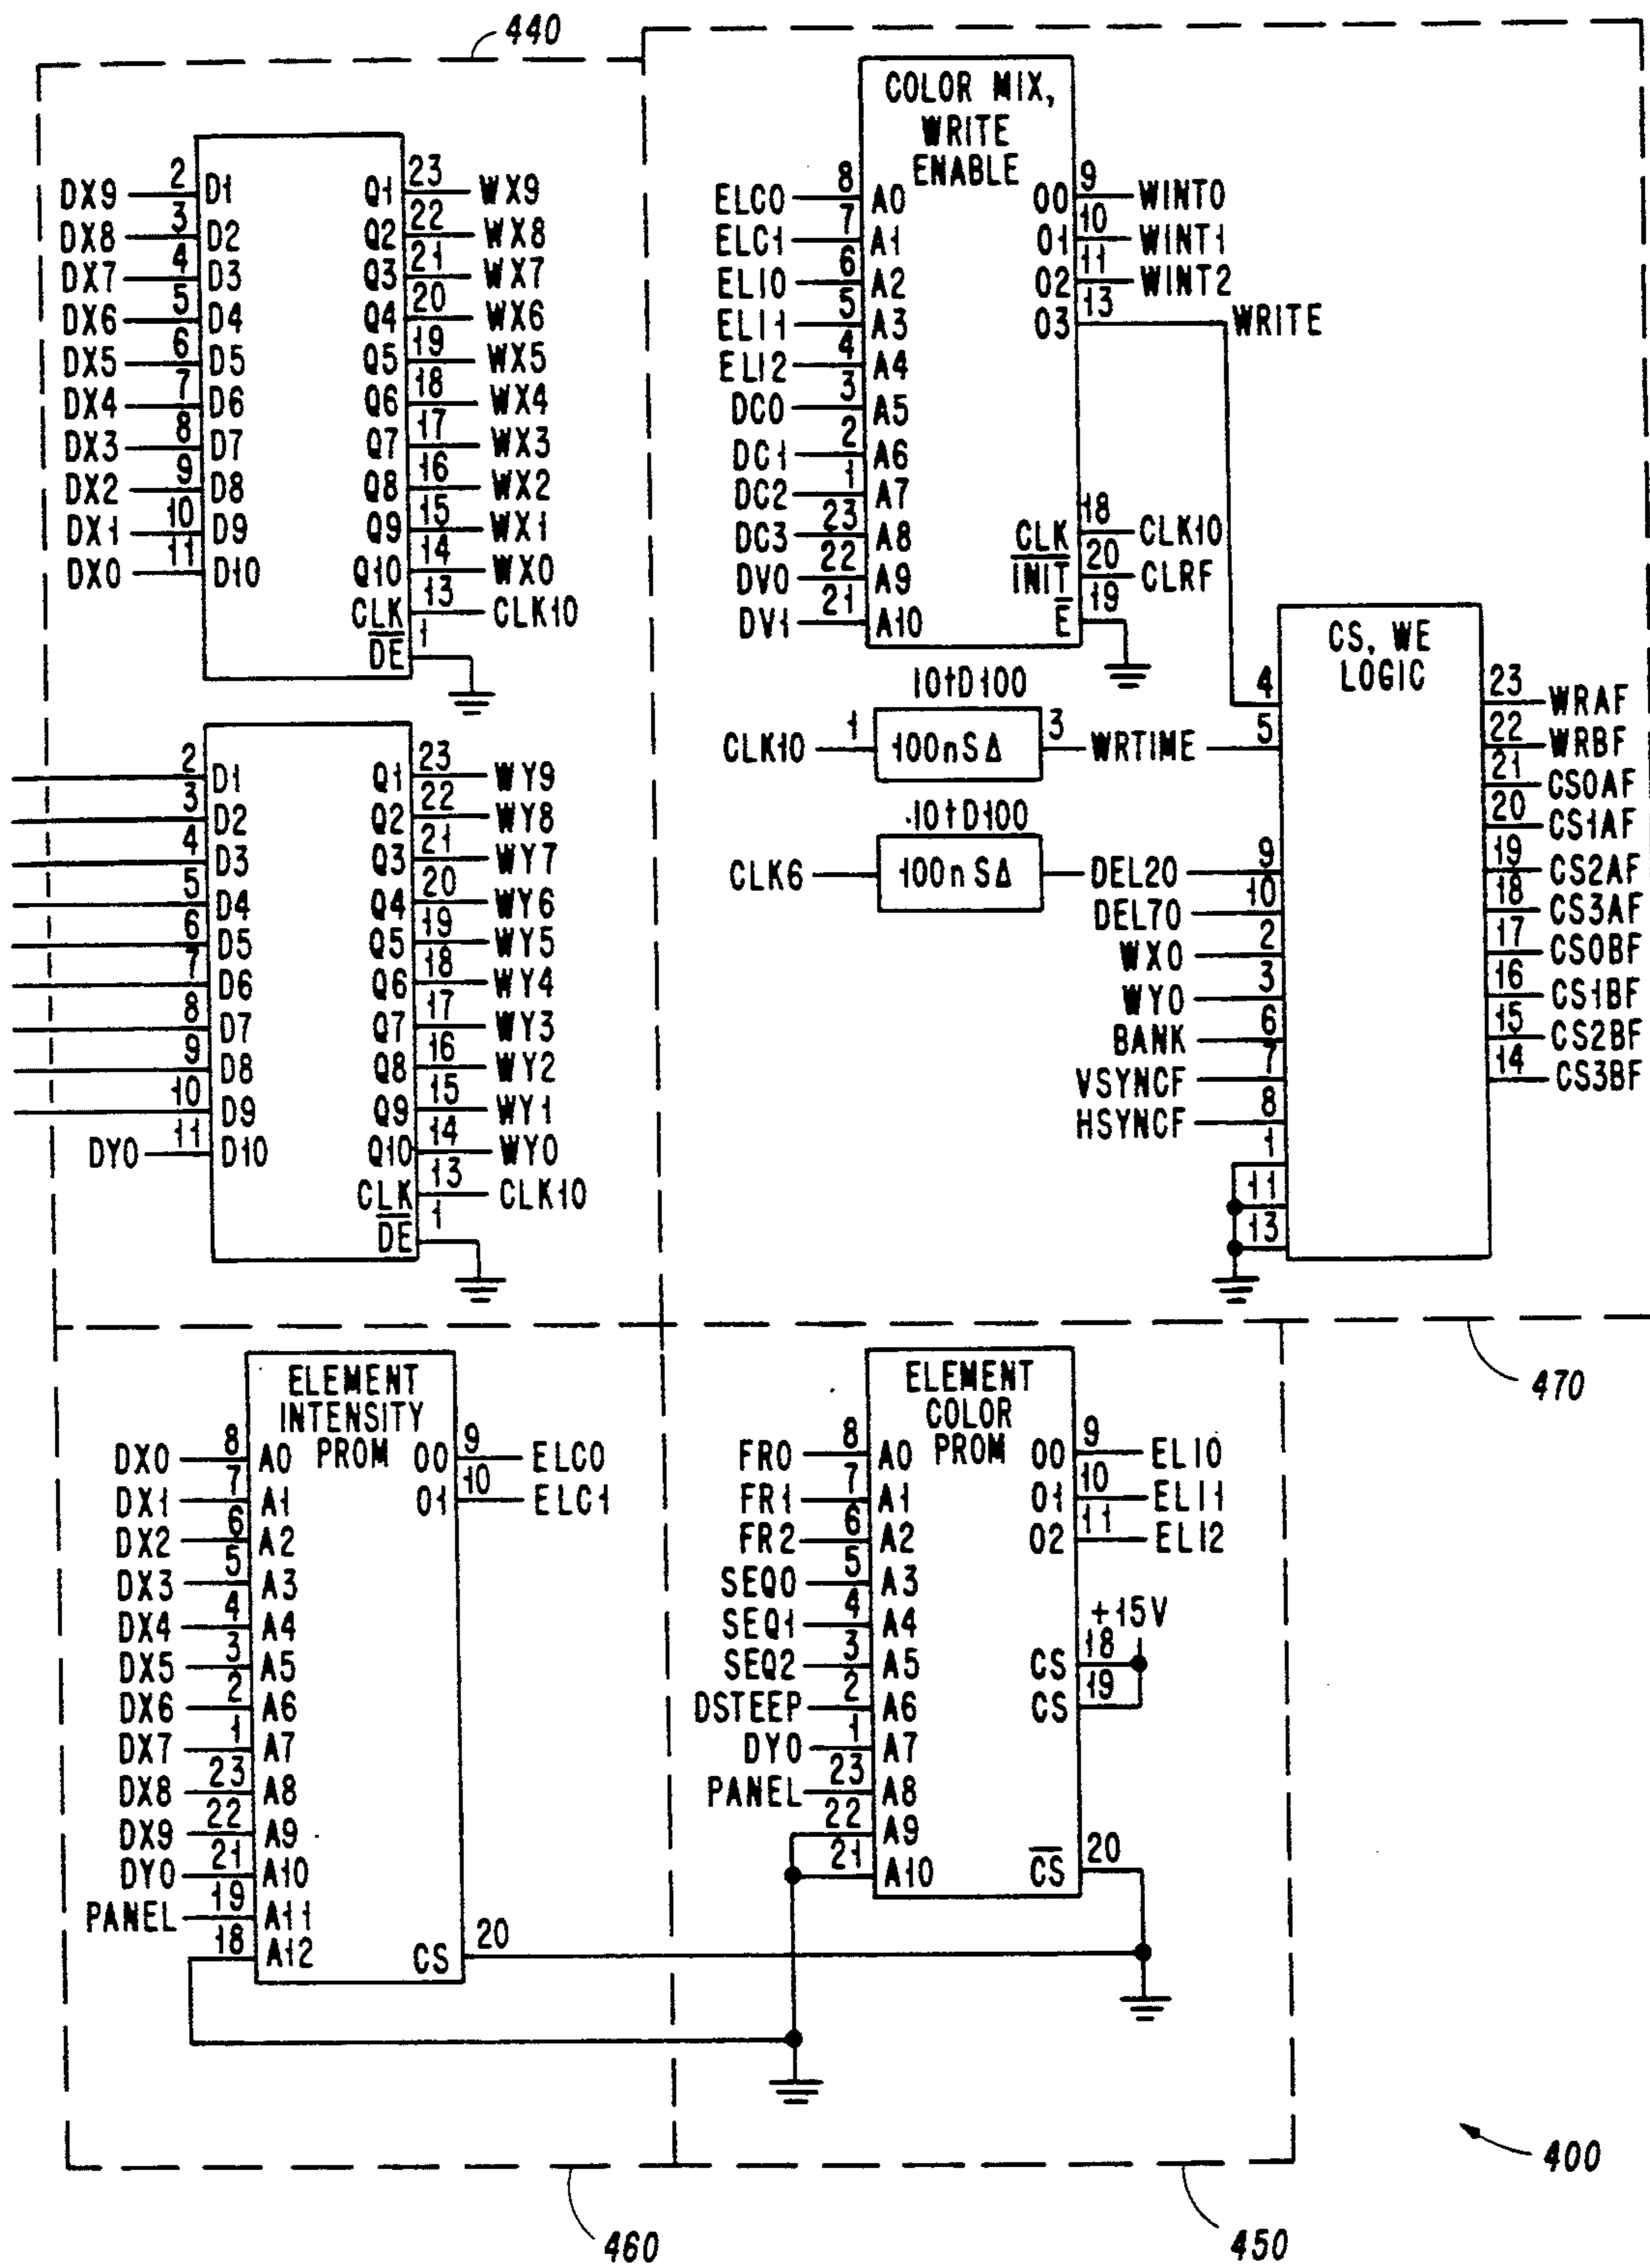 440
DX9 2 D1 Q1 23 WX9
DX8 3 D2 Q2 22 WX8
DX7 4 D3 Q3 21 WX7
DX6 5 D4 Q4 20 WX6
DX5 6 D5 Q5 19 WX5
DX4 7 D6 Q6 18 WX4
DX3 8 D7 Q7 17 WX3
DX2 9 D8 Q8 16 WX2
DX1 10 D9 Q9 15 WX1
DX0 11 D10 Q10 14 WX0
CLK 13 CLK10
DE 1
2 D1 Q1 23 WY9
3 D2 Q2 22 WY8
4 D3 Q3 21 WY7
5 D4 Q4 20 WY6
6 D5 Q5 19 WY5
7 D6 Q6 18 WY4
8 D7 Q7 17 WY3
9 D8 Q8 16 WY2
10 D9 Q9 15 WY1
DY0 11 D10 Q10 14 WY0
CLK 13 CLK10
DE 1
COLOR MIX,
WRITE
ENABLE
ELC0 8 A0 O0 9 WINT0
ELC1 7 A1 O1 10 WINT1
ELI0 6 A2 O2 11 WINT2
ELI1 5 A3 O3 13 WRITE
ELI2 4 A4
DC0 3 A5
DC1 2 A6
DC2 1 A7
DC3 23 A8 CLK 18 CLK10
DV0 22 A9 INIT 20 CLRF
DV1 21 A10 E 19
10tD100
CLK10 1 100nSΔ 3 WRTIME
10tD100
CLK6 100nSΔ DEL20
CS, WE
LOGIC
4 23 WRAF
5 22 WRBF
21 CS0AF
20 CS1AF
9 19 CS2AF
DEL70 10 18 CS3AF
WX0 2 17 CS0BF
WY0 3 16 CS1BF
BANK 6 15 CS2BF
VSYNCF 7 14 CS3BF
HSYNCF 8
1
11
13
470
ELEMENT
INTENSITY
PROM
DX0 8 A0 O0 9 ELC0
DX1 7 A1 O1 10 ELC1
DX2 6 A2
DX3 5 A3
DX4 4 A4
DX5 3 A5
DX6 2 A6
DX7 1 A7
DX8 23 A8
DX9 22 A9
DY0 21 A10
PANEL 19 A11
18 A12 CS 20
ELEMENT
COLOR
PROM
FR0 8 A0 O0 9 ELI0
FR1 7 A1 O1 10 ELI1
FR2 6 A2 O2 11 ELI2
SEQ0 5 A3
+15V
SEQ1 4 A4
SEQ2 3 A5 CS 18
DSTEEP 2 A6 CS 19
DY0 1 A7
PANEL 23 A8
22 A9
21 A10 CS 20
400
460
450